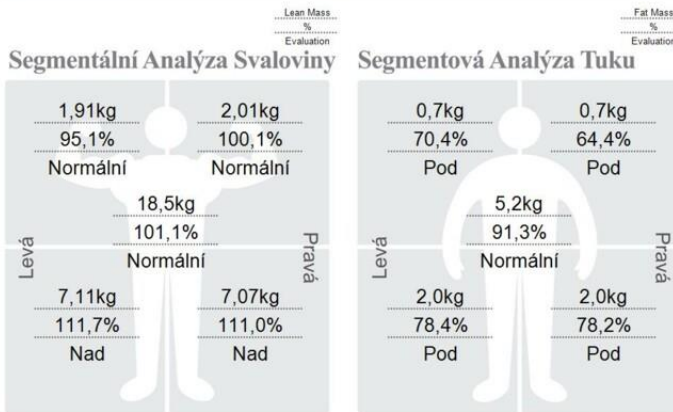 Lean Mass
%
Evaluation
Segmentální Analýza Svaloviny
1,91kg
95,1%
Normální
2,01kg
100,1%
Normální
18,5kg
101,1%
Normální
Levá
Pravá
7,11kg
111,7%
Nad
7,07kg
111,0%
Nad
Fat Mass
%
Evaluation
Segmentová Analýza Tuku
0,7kg
70,4%
Pod
0,7kg
64,4%
Pod
5,2kg
91,3%
Normální
Levá
Pravá
2,0kg
78,4%
Pod
2,0kg
78,2%
Pod